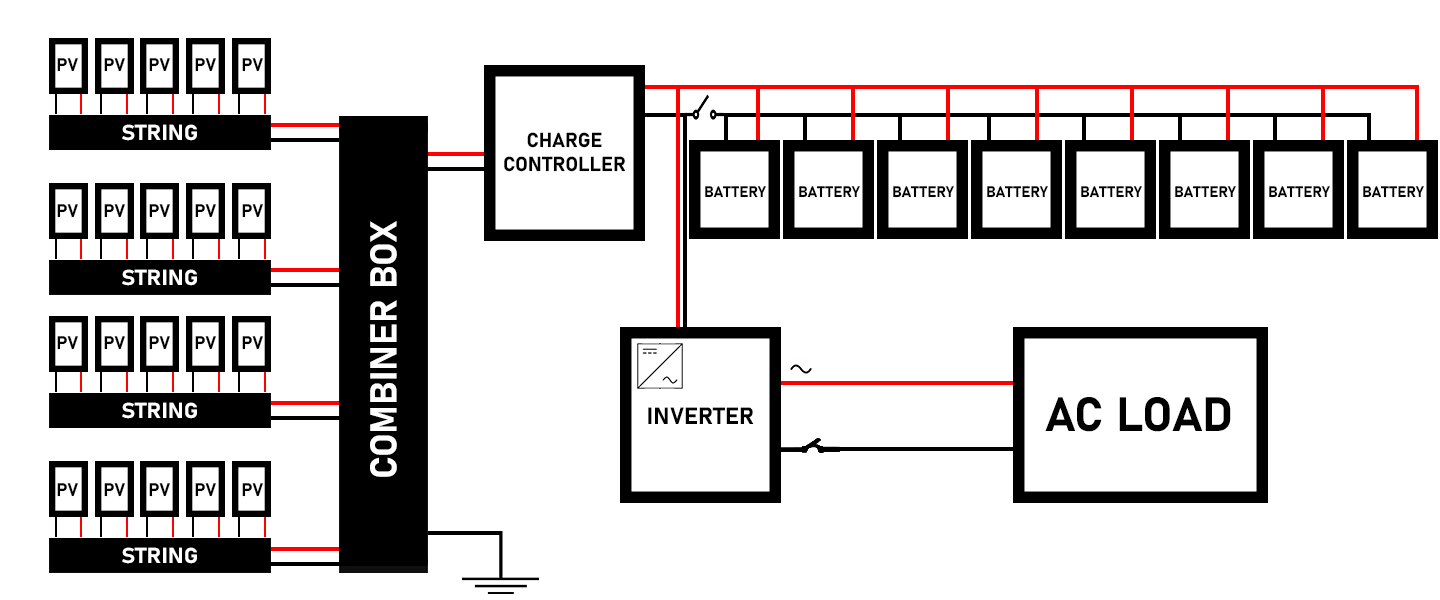 PV PV PV PV PV
STRING
PV PV PV PV PV
STRING
PV PV PV PV PV
STRING
PV PV PV PV PV
STRING
COMBINER BOX
CHARGE
CONTROLLER
BATTERY BATTERY BATTERY BATTERY BATTERY BATTERY BATTERY BATTERY
INVERTER
AC LOAD